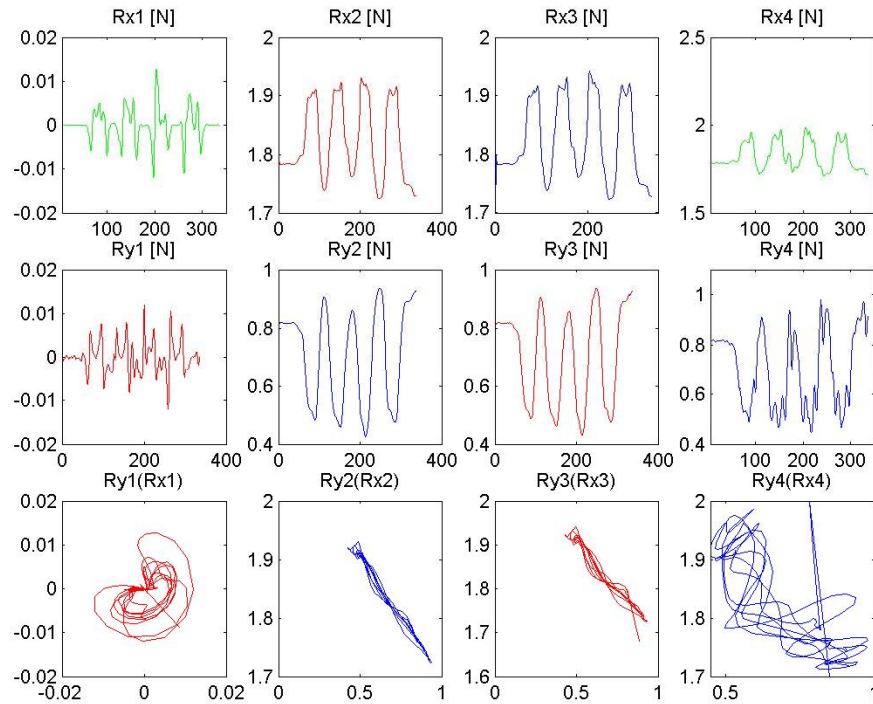 Rx1 [N] Rx2 [N] Rx3 [N] Rx4 [N]
0.02 2 2 2.5
0.01 1.9 1.9
0 2
-0.01 1.8 1.8
-0.02 1.7 1.7 1.5
100 200 300 0 200 400 0 200 100 200 300
Ry1 [N] Ry2 [N] Ry3 [N] Ry4 [N]
0.02 1 1
1
0.01 0.8 0.8
0 0.8
0.6 0.6
-0.01 0.6
-0.02 0.4 0.4 0.4
0 200 400 0 200 400 0 200 400 100 200 300
Ry1(Rx1) Ry2(Rx2) Ry3(Rx3) Ry4(Rx4)
0.02 2 2 2
0.01 1.9 1.9 1.9
0 1.8
-0.01 1.8 1.7 1.8
-0.02 1.7 1.6 1.7
-0.02 0 0.02 0 0.5 1 0 0.5 1 0.5 1